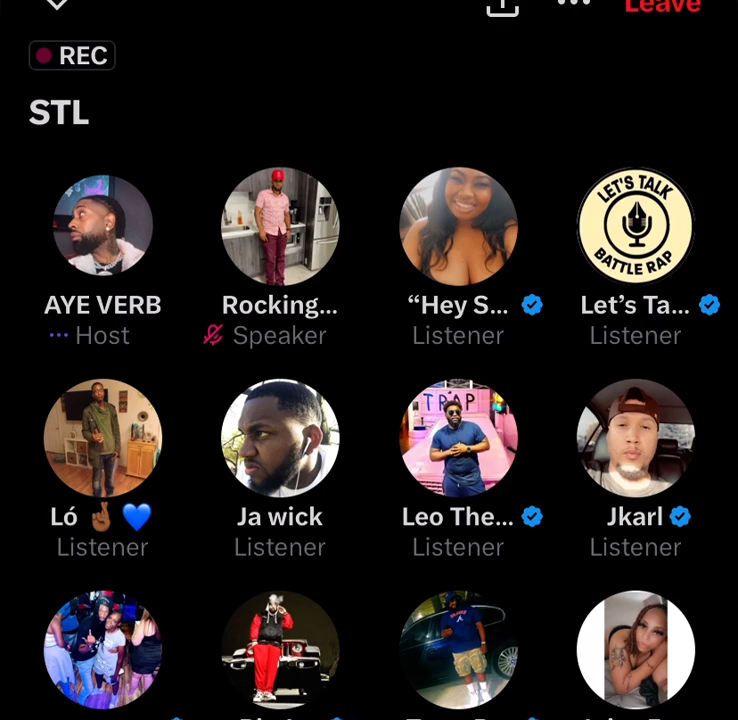 Leave
REC
STL
LET'S TALK
BATTLE RAP
AYE VERB
Rocking...
“Hey S...
Let’s Ta...
Host
Speaker
Listener
Listener
TRAP
Ló
Ja wick
Leo The...
Jkarl
Listener
Listener
Listener
Listener